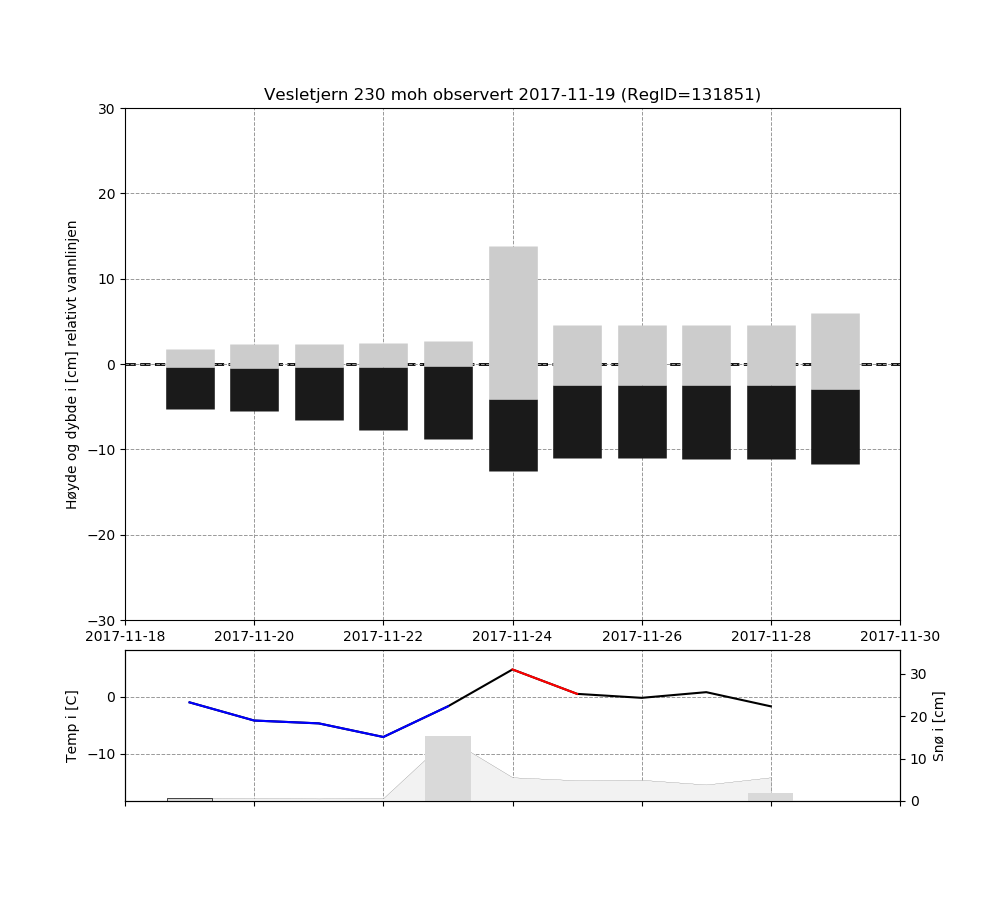 Vesletjern 230 moh observert 2017-11-19 (RegID=131851)
Høyde og dybde i [cm] relativt vannlinjen
30
20
10
0
−10
−20
−30
2017-11-18 2017-11-20 2017-11-22 2017-11-24 2017-11-26 2017-11-28 2017-11-30
Temp i [C]
0
−10
30
20
10
0
Snø i [cm]